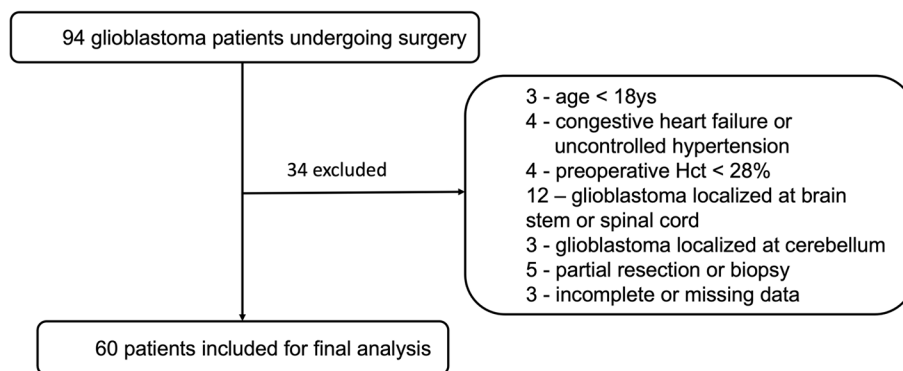 94 glioblastoma patients undergoing surgery
3 - age < 18ys
4 - congestive heart failure or
uncontrolled hypertension
34 excluded
4 - preoperative Hct < 28%
12 – glioblastoma localized at brain
stem or spinal cord
3 - glioblastoma localized at cerebellum
5 - partial resection or biopsy
3 - incomplete or missing data
60 patients included for final analysis